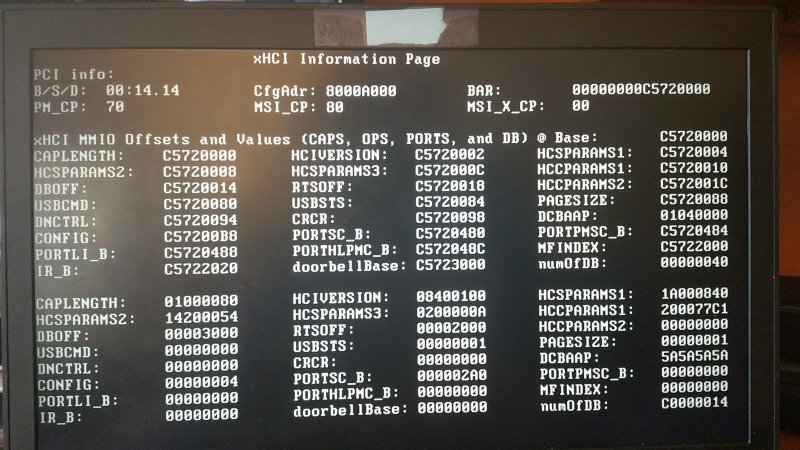 xHCI Information Page
PCI info:
B/S/D: 00:14.14 CfgAdr: 8000A000 BAR: 00000000C5720000
PM_CP: 70 MSI_CP: 80 MSI_X_CP: 00
xHCI MMIO Offsets and Values (CAPS, OPS, PORTS, and DB) @ Base: C5720000
CAPLENGTH: C5720000 HCIVERSION: C5720002 HCSPARAMS1: C5720004
HCSPARAMS2: C5720008 HCSPARAMS3: C572000C HCCPARAMS1: C5720010
DBOFF: C5720014 RTSOFF: C5720018 HCCPARMS2: C572001C
USBCMD: C5720080 USBSTS: C5720084 PAGESIZE: C5720088
DNCTRL: C5720094 CRCR: C5720098 DCBAAP: 01040000
CONFIG: C57200B8 PORTSC_B: C5720480 PORTPMSC_B: C5720484
PORTLI_B: C5720488 PORTHLPMC_B: C572048C MFINDEX: C5722000
IR_B: C5722020 doorbellBase: C5723000 numOfDB: 00000040
CAPLENGTH: 01000080 HCIVERSION: 08400100 HCSPARAMS1: 1A000840
HCSPARAMS2: 14200054 HCSPARAMS3: 0200000A HCCPARAMS1: 200077C1
DBOFF: 00003000 RTSOFF: 00002000 HCCPARMS2: 00000000
USBCMD: 00000000 USBSTS: 00000001 PAGESIZE: 00000001
DNCTRL: 00000000 CRCR: 00000000 DCBAAP: 5A5A5A5A
CONFIG: 00000004 PORTSC_B: 000002A0 PORTPMSC_B: 00000000
PORTLI_B: 00000000 PORTHLPMC_B: 00000000 MFINDEX: 00000000
IR_B: 00000000 doorbellBase: 00000000 numOfDB: C0000014